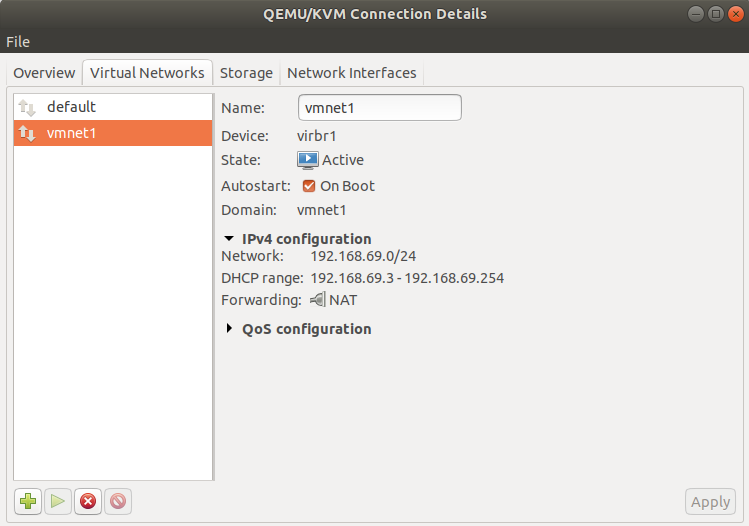 QEMU/KVM Connection Details
File
Overview Virtual Networks Storage Network Interfaces
default
vmnet1
Name: vmnet1
Device: virbr1
State: Active
Autostart: On Boot
Domain: vmnet1
IPv4 configuration
Network: 192.168.69.0/24
DHCP range: 192.168.69.3 - 192.168.69.254
Forwarding: NAT
QoS configuration
Apply